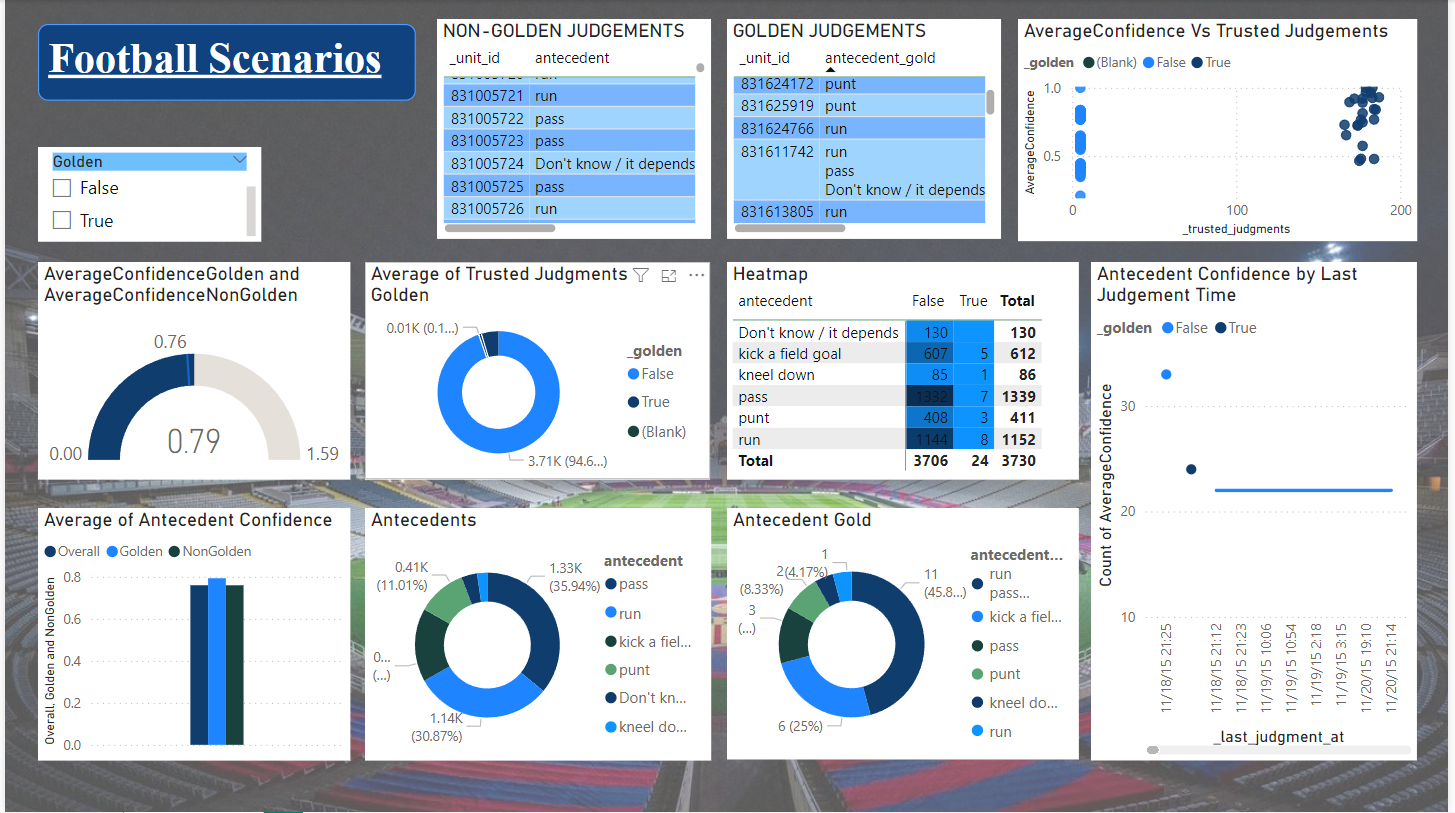 Football Scenarios
Golden
False
True
NON-GOLDEN JUDGEMENTS
_unit_id antecedent
831005721 run
831005722 pass
831005723 pass
831005724 Don't know / it depends
831005725 pass
831005726 run
GOLDEN JUDGEMENTS
_unit_id antecedent_gold
831624172 punt
831625919 punt
831624766 run
831611742 run
pass
Don't know / it depends
831613805 run
AverageConfidence Vs Trusted Judgements
_golden (Blank) False True
AverageConfidence
1.0
0.5
0 100 200
_trusted_judgments
AverageConfidenceGolden and
AverageConfidenceNonGolden
0.76
0.79
0.00 1.59
Average of Trusted Judgments
Golden
0.01K (0.1...)
3.71K (94.6...)
_golden
False
True
(Blank)
Heatmap
antecedent False True Total
Don't know / it depends 130 130
kick a field goal 607 5 612
kneel down 85 1 86
pass 1332 7 1339
punt 408 3 411
run 1144 8 1152
Total 3706 24 3730
Antecedent Confidence by Last
Judgement Time
_golden False True
Count of AverageConfidence
30
20
10
11/18/15 21:25
11/18/15 21:12
11/18/15 21:23
11/19/15 10:06
11/19/15 10:54
11/19/15 2:18
11/19/15 3:15
11/20/15 19:10
11/20/15 21:14
_last_judgment_at
Average of Antecedent Confidence
Overall Golden NonGolden
Overall, Golden and NonGolden
0.8
0.6
0.4
0.2
0.0
Antecedents
0.41K
(11.01%)
1.33K
(35.94%)
0...
(...)
1.14K
(30.87%)
antecedent
pass
run
kick a fiel...
punt
Don't kn...
kneel do...
Antecedent Gold
1
2(4.17%)
(8.33%)
3
(...)
11
(45.8...)
6 (25%)
antecedent...
run
pass...
kick a fiel...
pass
punt
kneel do...
run